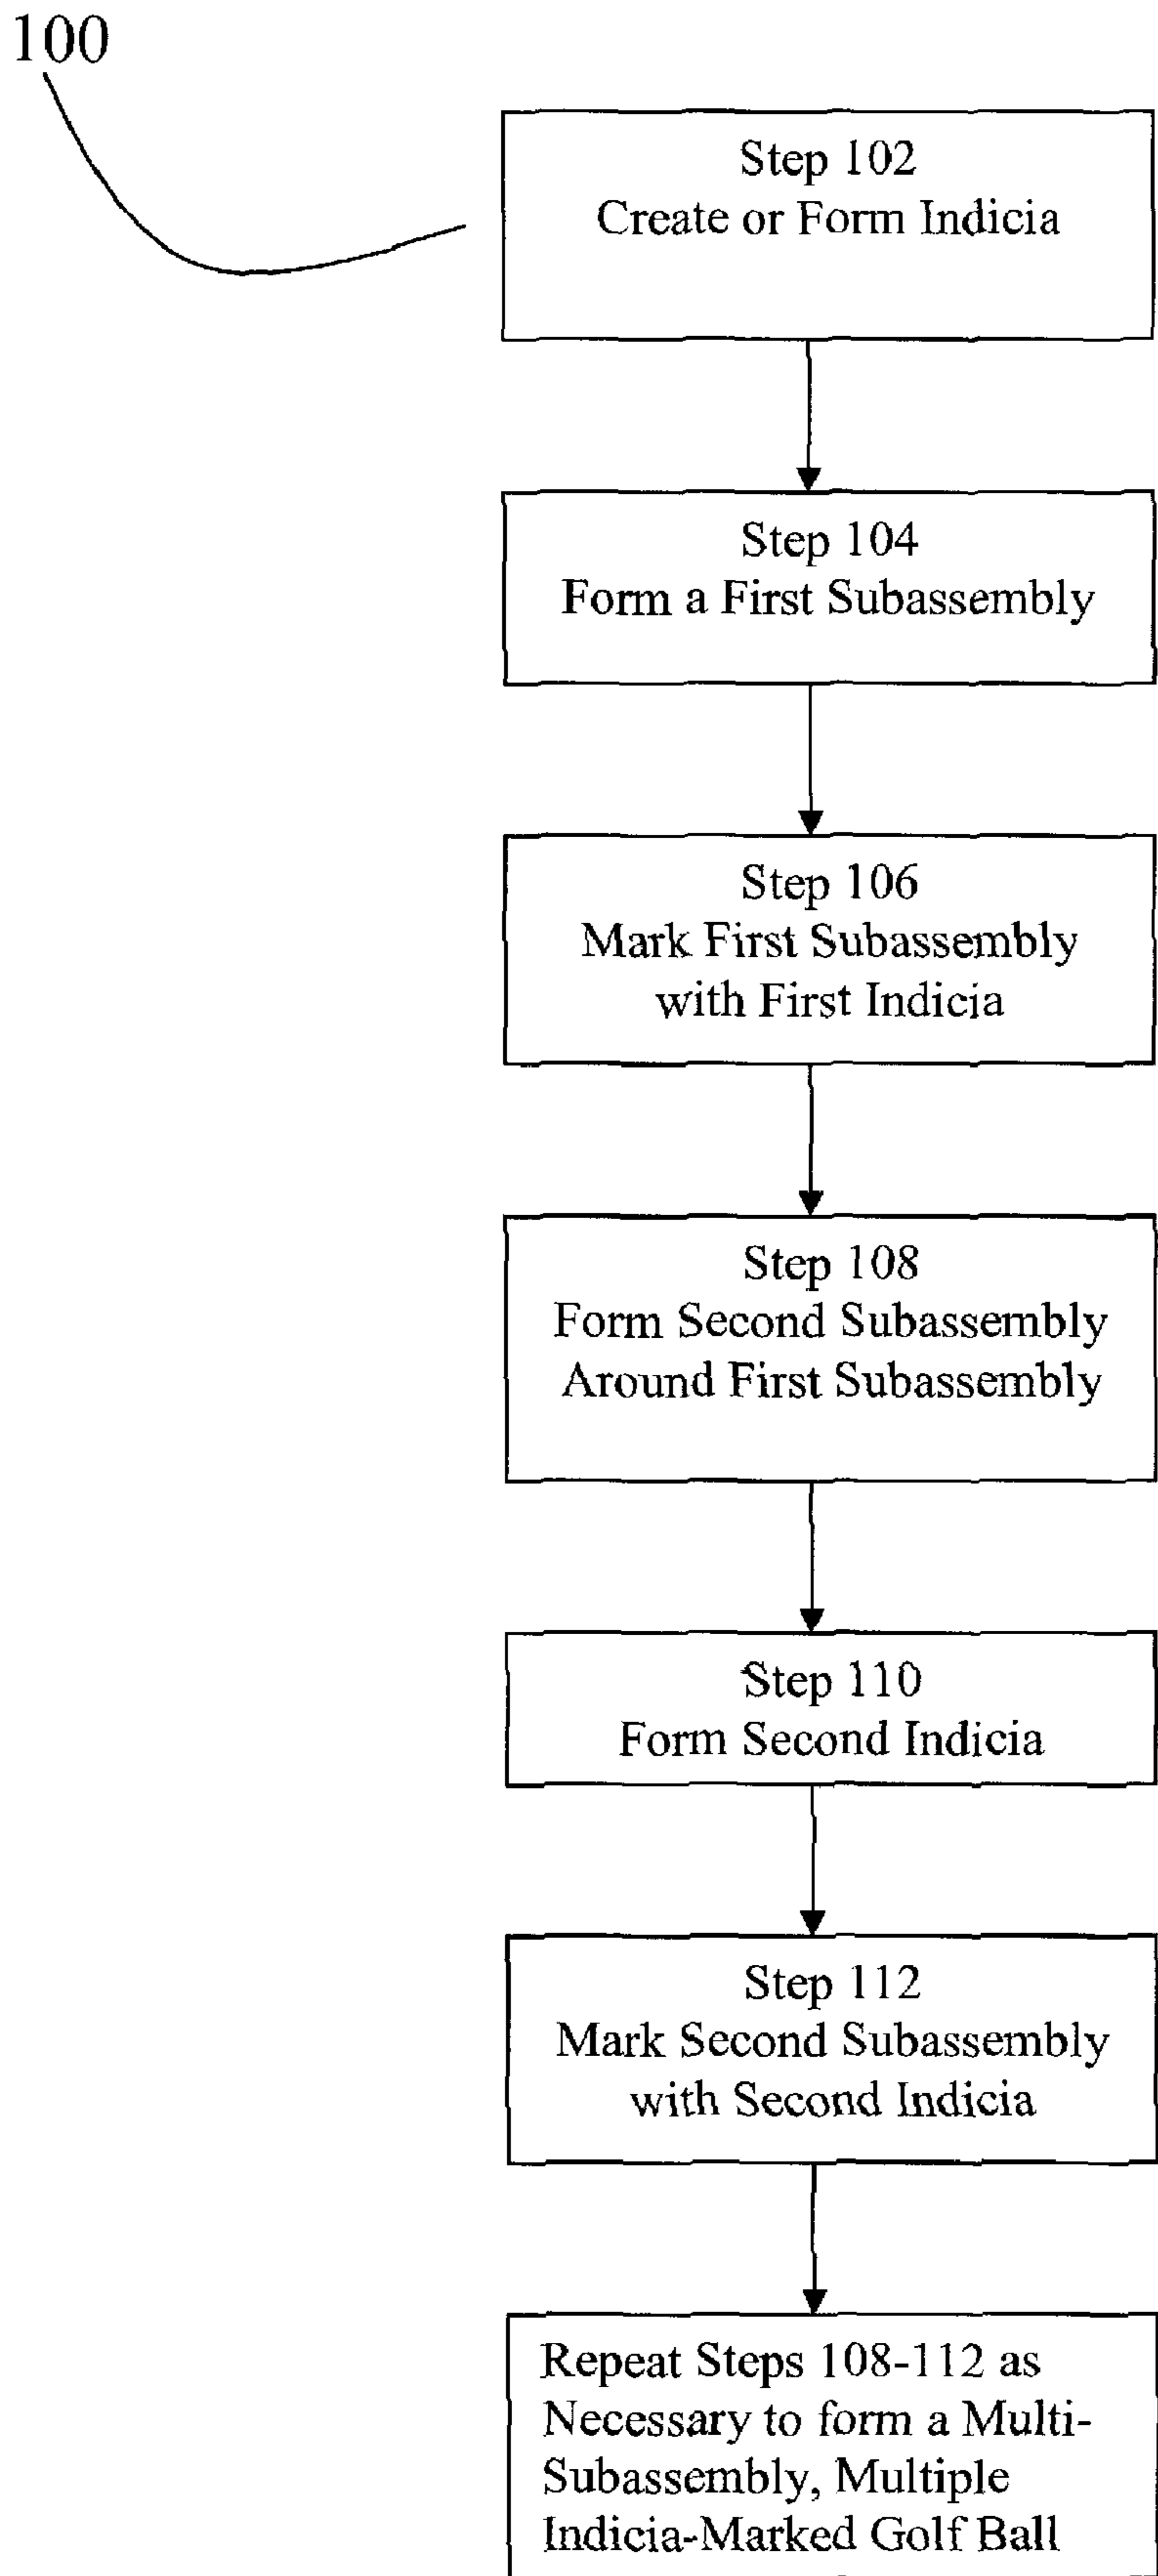 100
Step 102
Create or Form Indicia
Step 104
Form a First Subassembly
Step 106
Mark First Subassembly
with First Indicia
Step 108
Form Second Subassembly
Around First Subassembly
Step 110
Form Second Indicia
Step 112
Mark Second Subassembly
with Second Indicia
Repeat Steps 108-112 as
Necessary to form a Multi-
Subassembly, Multiple
Indicia-Marked Golf Ball